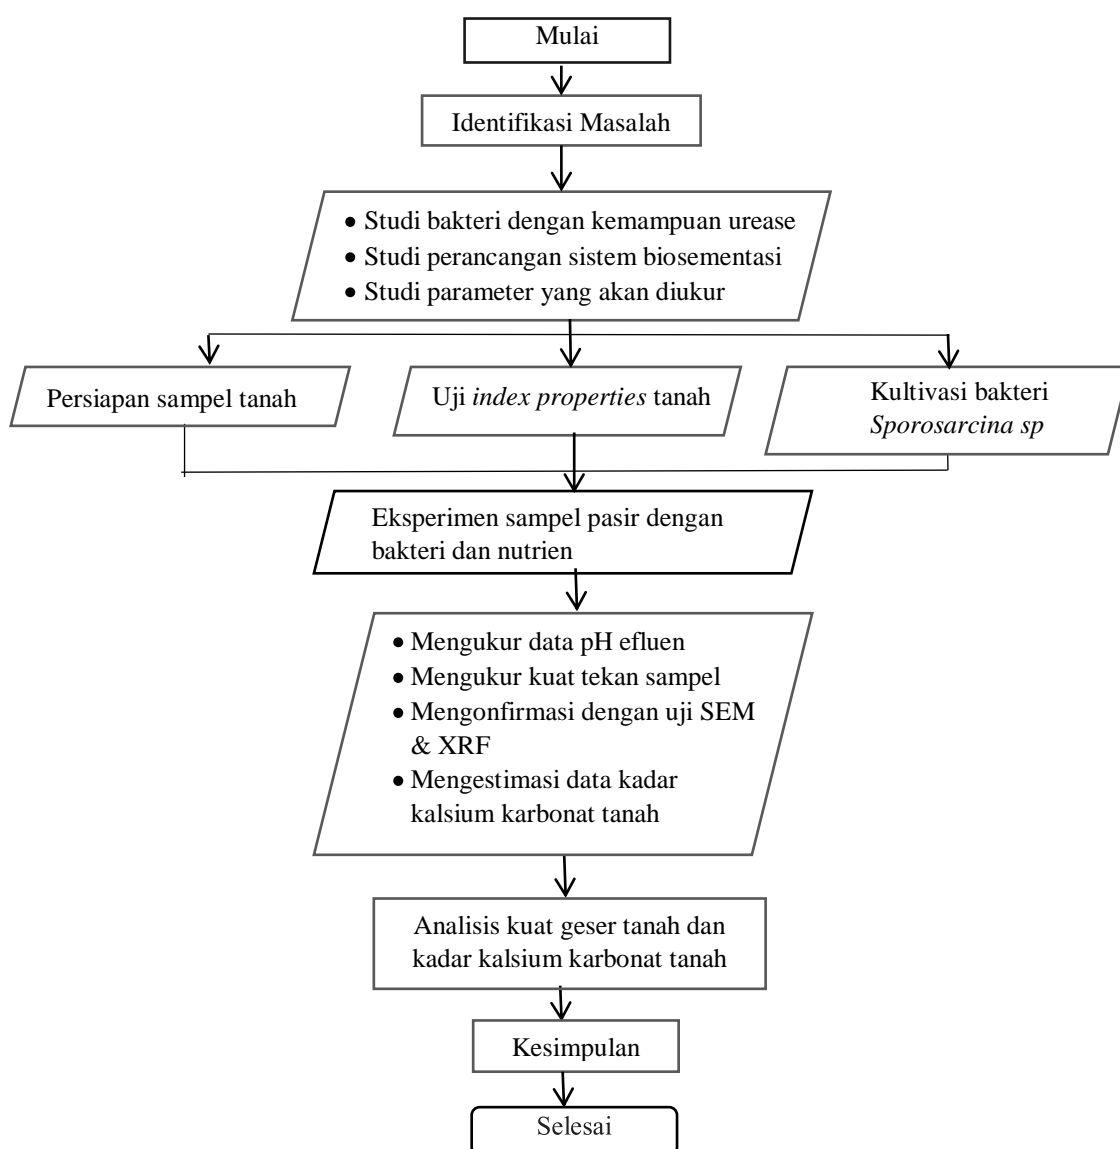 Mulai
Identifikasi Masalah
• Studi bakteri dengan kemampuan urease
• Studi perancangan sistem biosementasi
• Studi parameter yang akan diukur
Persiapan sampel tanah
Uji index properties tanah
Kultivasi bakteri
Sporosarcina sp
Eksperimen sampel pasir dengan
bakteri dan nutrien
• Mengukur data pH efluen
• Mengukur kuat tekan sampel
• Mengonfirmasi dengan uji SEM
& XRF
• Mengestimasi data kadar
kalsium karbonat tanah
Analisis kuat geser tanah dan
kadar kalsium karbonat tanah
Kesimpulan
Selesai